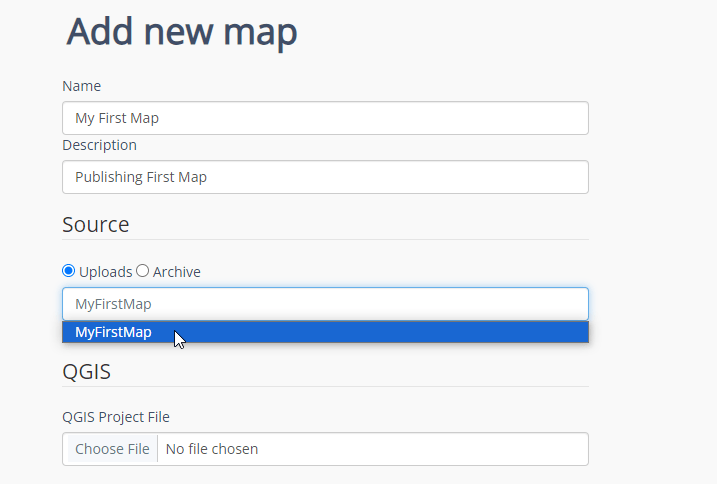 Add new map
Name
My First Map
Description
Publishing First Map
Source
Uploads Archive
MyFirstMap
MyFirstMap
QGIS
QGIS Project File
Choose File No file chosen